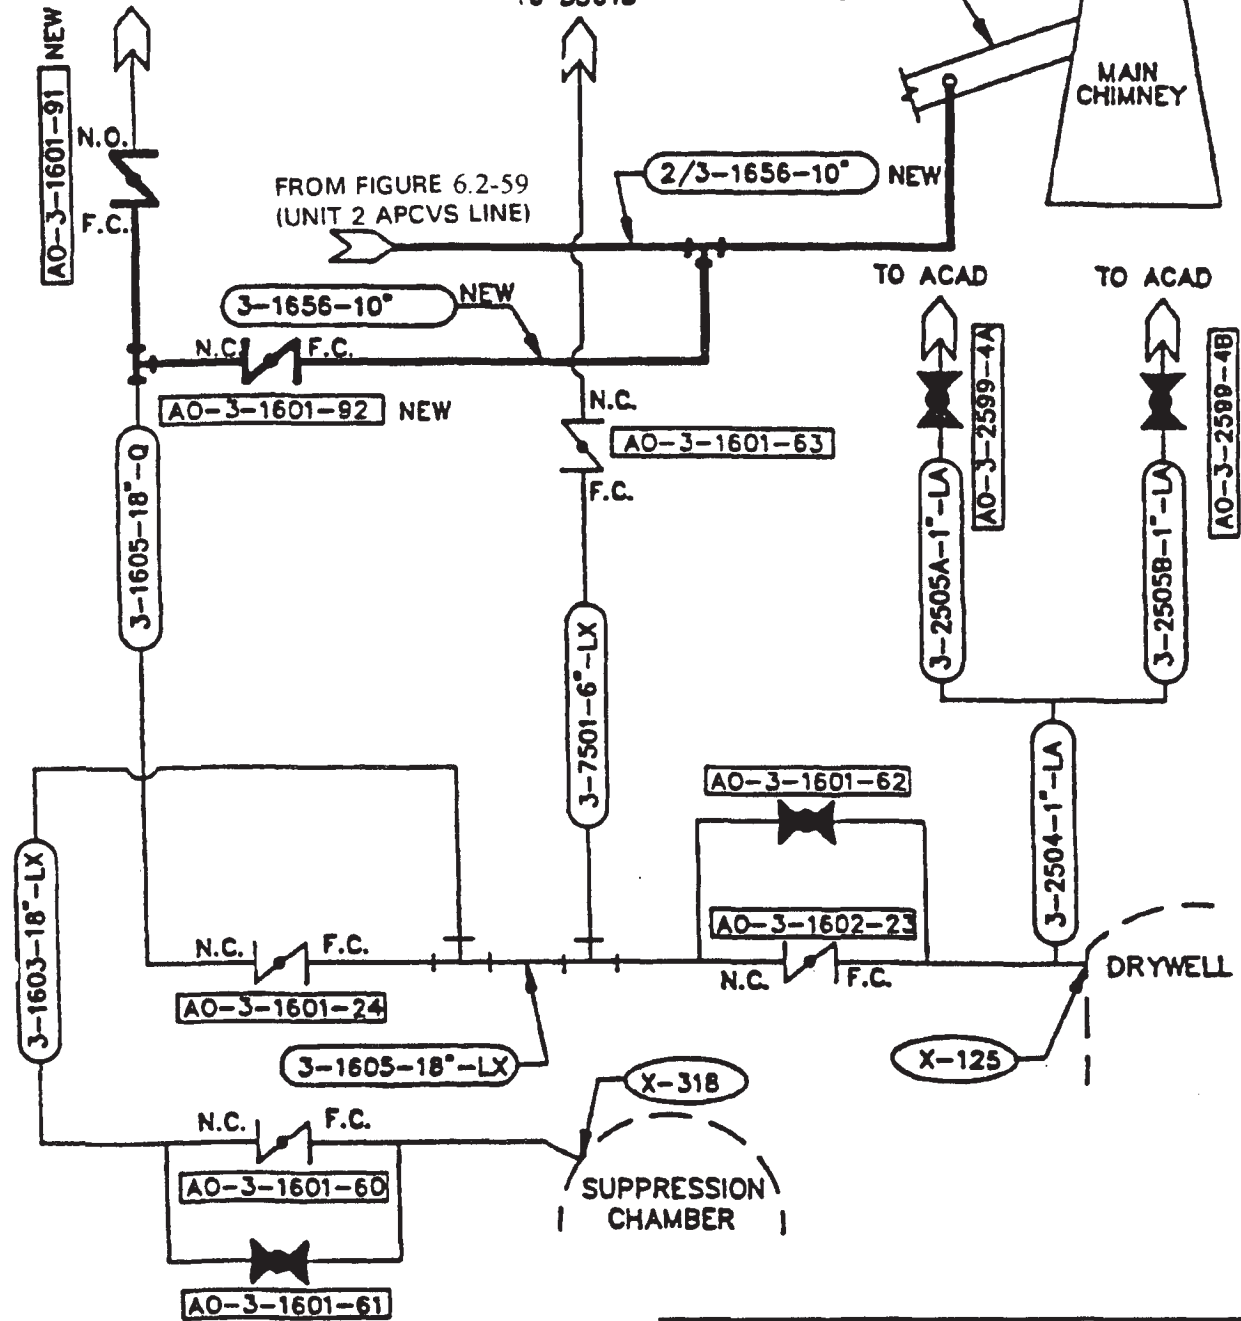 MAIN
CHIMNEY
AO-3-1601-91 NEW
N.O.
F.C.
2/3-1656-10" NEW
FROM FIGURE 6.2-59
(UNIT 2 APCVS LINE)
TO ACAD
TO ACAD
3-1656-10" NEW
N.C. F.C.
AO-3-1601-92 NEW
N.C.
AO-3-1601-63
F.C.
AO-3-2599-4A
AO-3-2599-4B
3-1605-18"-Q
3-2505A-1"-LA
3-2505B-1"-LA
3-7501-6"-LX
AO-3-1601-62
3-2504-1"-LA
3-1603-18"-LX
AO-3-1602-23
N.C. F.C.
N.C. F.C.
DRYWELL
AO-3-1601-24
3-1605-18"-LX
X-125
X-318
N.C. F.C.
AO-3-1601-60
SUPPRESSION
CHAMBER
AO-3-1601-61